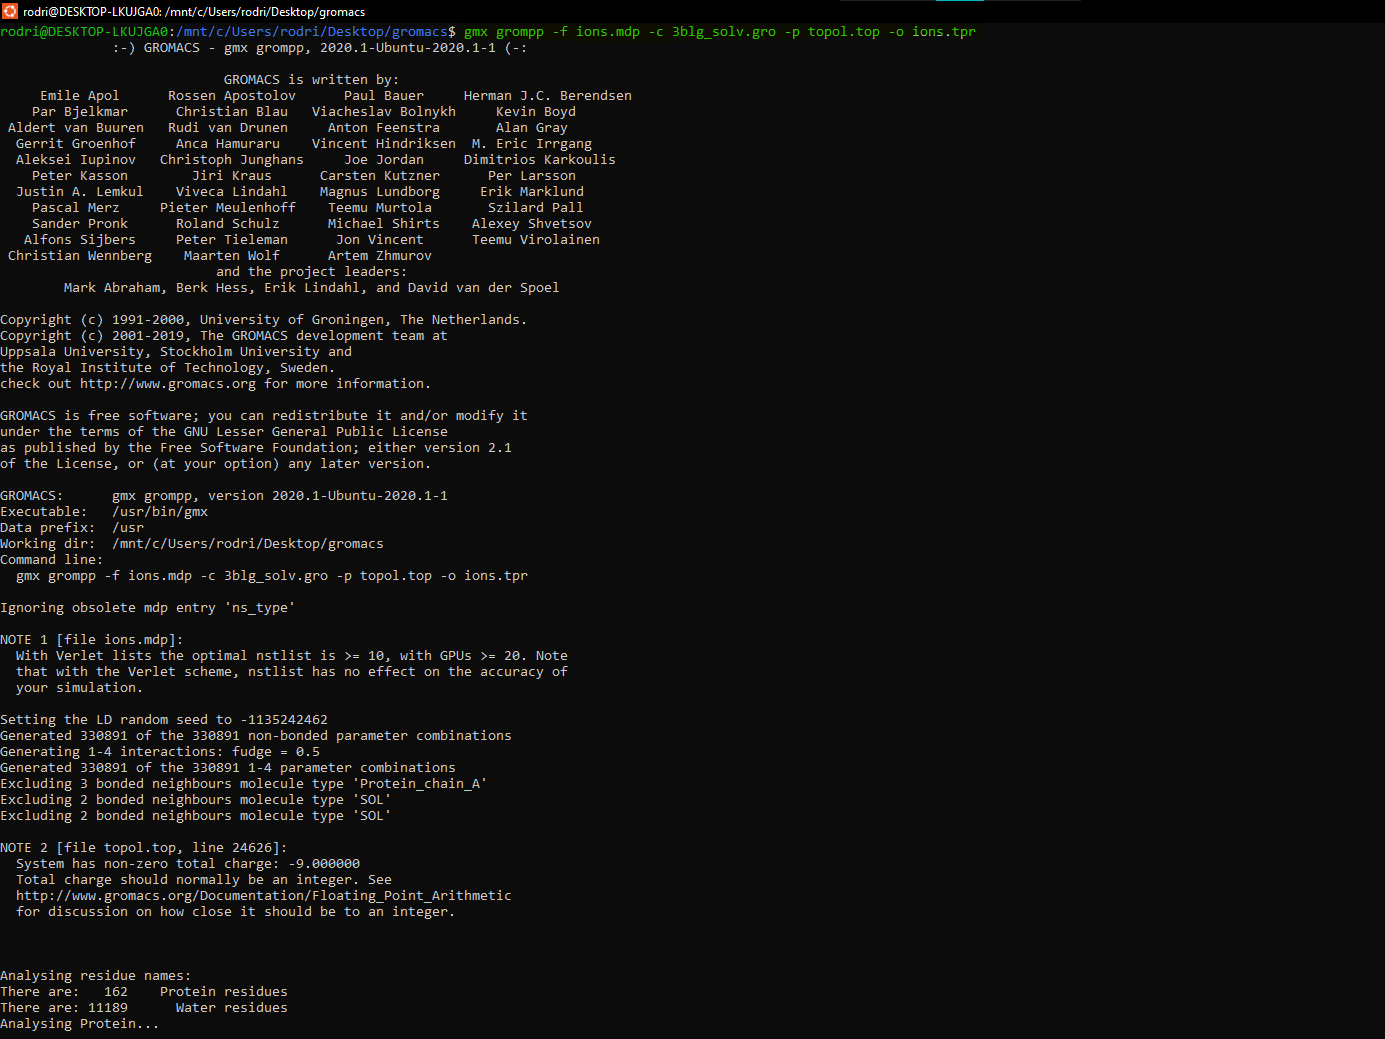 rodri@DESKTOP-LKUJGA0: /mnt/c/Users/rodri/Desktop/gromacs
rodri@DESKTOP-LKUJGA0:/mnt/c/Users/rodri/Desktop/gromacs$ gmx grompp -f ions.mdp -c 3blg_solv.gro -p topol.top -o ions.tpr
:-) GROMACS - gmx grompp, 2020.1-Ubuntu-2020.1-1 (-:
GROMACS is written by:
Emile Apol Rossen Apostolov Paul Bauer Herman J.C. Berendsen
Par Bjelkmar Christian Blau Viacheslav Bolnykh Kevin Boyd
Aldert van Buuren Rudi van Drunen Anton Feenstra Alan Gray
Gerrit Groenhof Anca Hamuraru Vincent Hindriksen M. Eric Irrgang
Aleksei Iupinov Christoph Junghans Joe Jordan Dimitrios Karkoulis
Peter Kasson Jiri Kraus Carsten Kutzner Per Larsson
Justin A. Lemkul Viveca Lindahl Magnus Lundborg Erik Marklund
Pascal Merz Pieter Meulenhoff Teemu Murtola Szilard Pall
Sander Pronk Roland Schulz Michael Shirts Alexey Shvetsov
Alfons Sijbers Peter Tieleman Jon Vincent Teemu Virolainen
Christian Wennberg Maarten Wolf Artem Zhmurov
and the project leaders:
Mark Abraham, Berk Hess, Erik Lindahl, and David van der Spoel
Copyright (c) 1991-2000, University of Groningen, The Netherlands.
Copyright (c) 2001-2019, The GROMACS development team at
Uppsala University, Stockholm University and
the Royal Institute of Technology, Sweden.
check out http://www.gromacs.org for more information.
GROMACS is free software; you can redistribute it and/or modify it
under the terms of the GNU Lesser General Public License
as published by the Free Software Foundation; either version 2.1
of the License, or (at your option) any later version.
GROMACS: gmx grompp, version 2020.1-Ubuntu-2020.1-1
Executable: /usr/bin/gmx
Data prefix: /usr
Working dir: /mnt/c/Users/rodri/Desktop/gromacs
Command line:
gmx grompp -f ions.mdp -c 3blg_solv.gro -p topol.top -o ions.tpr
Ignoring obsolete mdp entry 'ns_type'
NOTE 1 [file ions.mdp]:
With Verlet lists the optimal nstlist is >= 10, with GPUs >= 20. Note
that with the Verlet scheme, nstlist has no effect on the accuracy of
your simulation.
Setting the LD random seed to -1135242462
Generated 330891 of the 330891 non-bonded parameter combinations
Generating 1-4 interactions: fudge = 0.5
Generated 330891 of the 330891 1-4 parameter combinations
Excluding 3 bonded neighbours molecule type 'Protein_chain_A'
Excluding 2 bonded neighbours molecule type 'SOL'
Excluding 2 bonded neighbours molecule type 'SOL'
NOTE 2 [file topol.top, line 24626]:
System has non-zero total charge: -9.000000
Total charge should normally be an integer. See
http://www.gromacs.org/Documentation/Floating_Point_Arithmetic
for discussion on how close it should be to an integer.
Analysing residue names:
There are: 162 Protein residues
There are: 11189 Water residues
Analysing Protein...